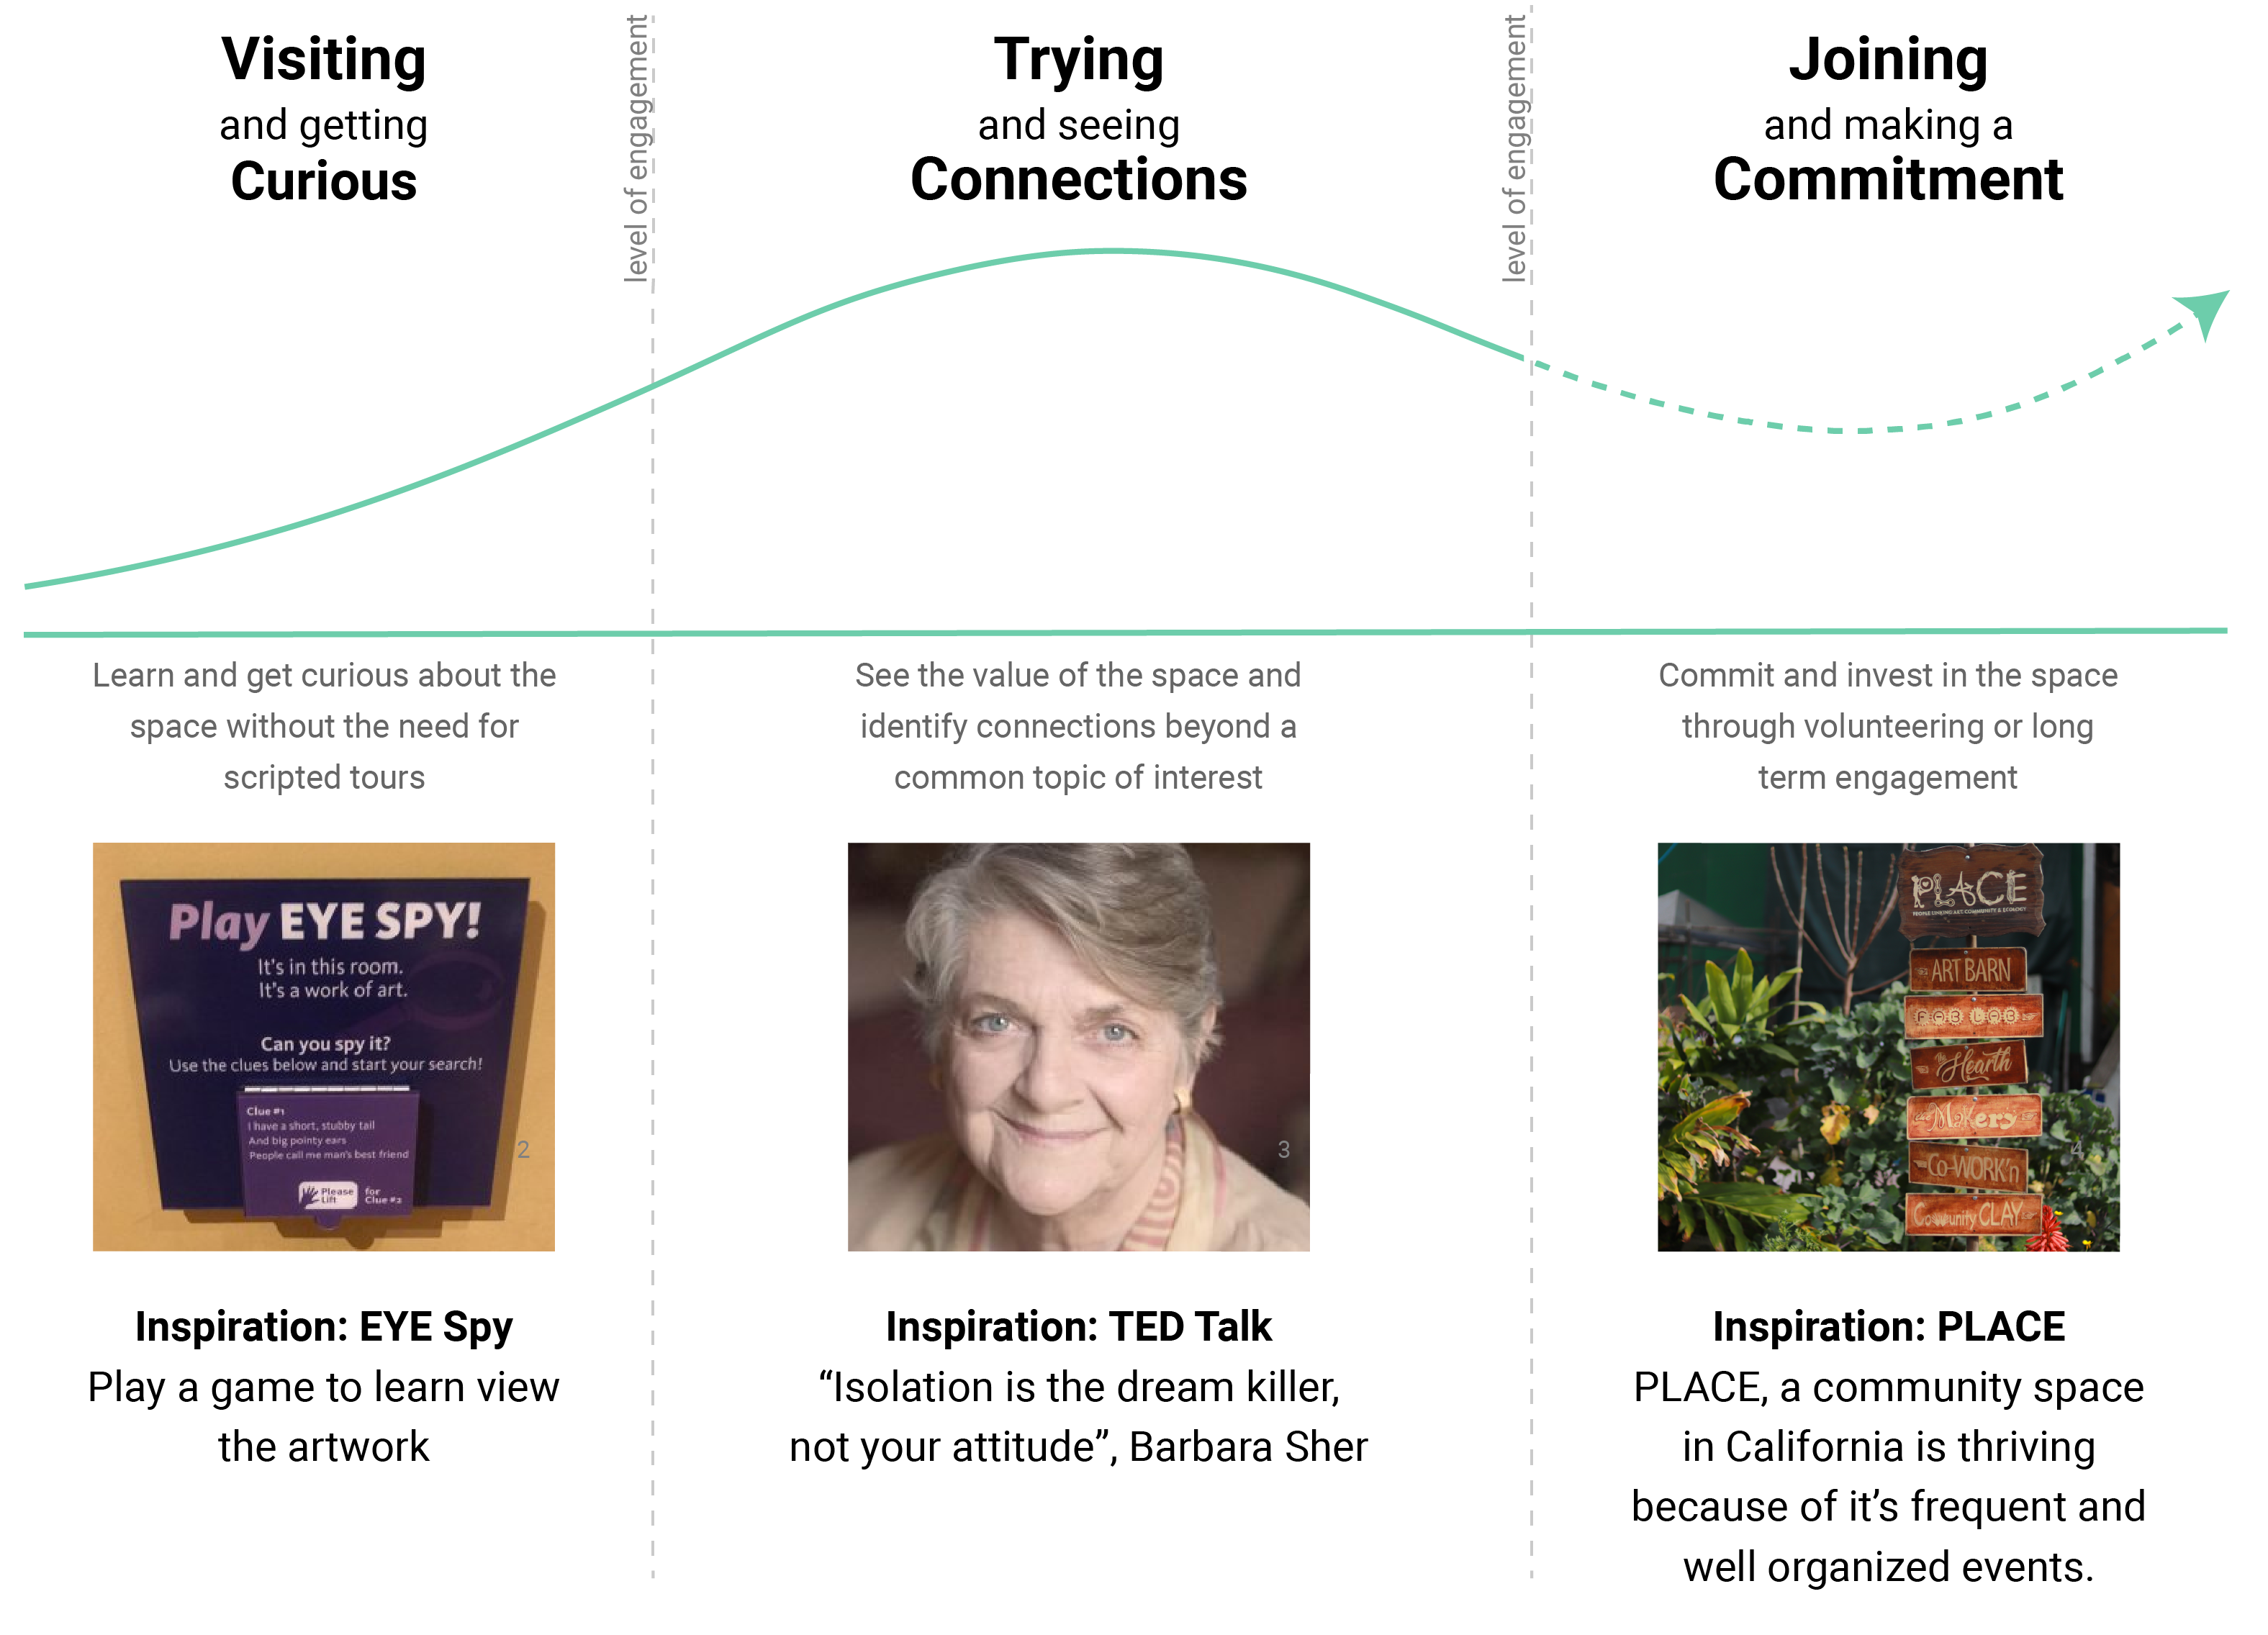 Visiting
and getting
Curious
level of engagement
Trying
and seeing
Connections
level of engagement
Joining
and making a
Commitment
Learn and get curious about the
space without the need for
scripted tours
See the value of the space and
identify connections beyond a
common topic of interest
Commit and invest in the space
through volunteering or long
term engagement
Play EYE SPY!
It's in this room.
It's a work of art.
Can you spy it?
Use the clues below and start your search!
Clue #1
I have a short, stubby tail
And big pointy ears
People call me man's best friend
Please
Lift
for
Clue #2
2
3
PLACE
PEOPLE LINKING ART, COMMUNITY & ECOLOGY
ART BARN
FAB LAB
The Hearth
Makery
Co-WORK'n
Community CLAY
4
Inspiration: EYE Spy
Play a game to learn view
the artwork
Inspiration: TED Talk
“Isolation is the dream killer,
not your attitude”, Barbara Sher
Inspiration: PLACE
PLACE, a community space
in California is thriving
because of it’s frequent and
well organized events.